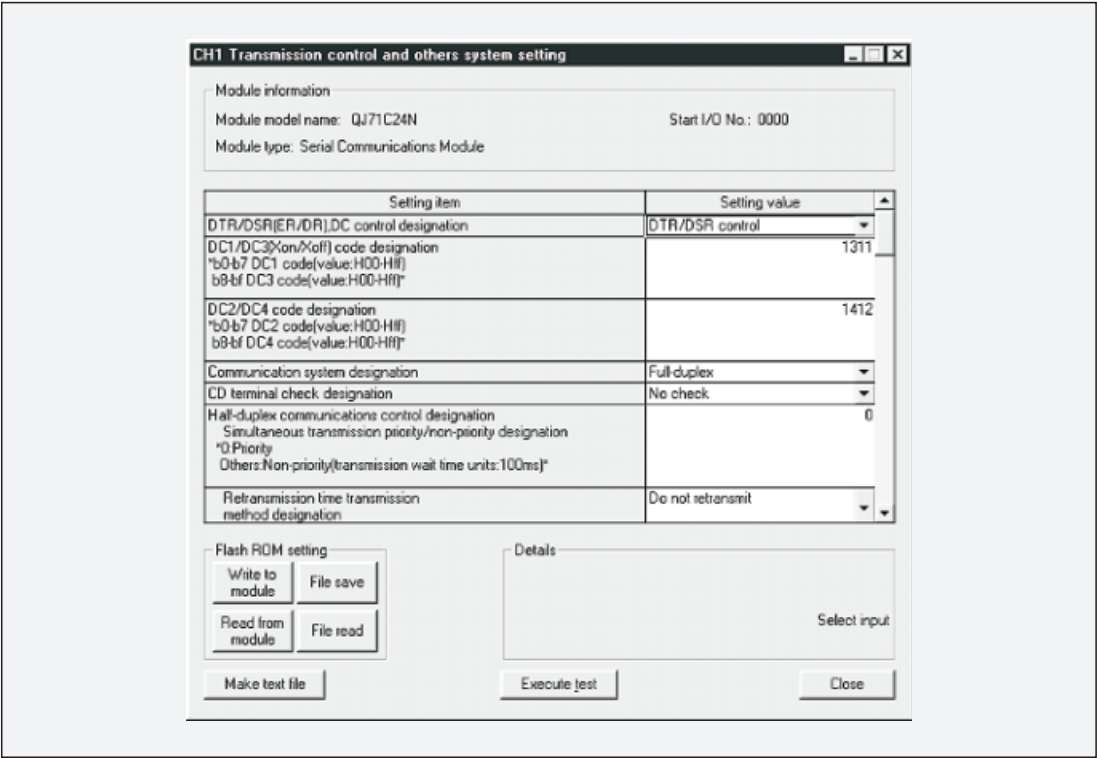 CH1 Transmission control and others system setting
Module information
Module model name: QJ71C24N
Start I/O No.: 0000
Module type: Serial Communications Module
Setting item
Setting value
DTR/DSR(ER/DR),DC control designation
DTR/DSR control
DC1/DC3(Xon/Xoff) code designation
1311
"b0-b7 DC1 code(value:H00-Hff)
b8-bf DC3 code(value:H00-Hff)"
DC2/DC4 code designation
1412
"b0-b7 DC2 code(value:H00-Hff)
b8-bf DC4 code(value:H00-Hff)"
Communication system designation
Full-duplex
CD terminal check designation
No check
Half-duplex communications control designation
0
Simultaneous transmission priority/non-priority designation
"0:Priority
Others:Non-priority(transmission wait time units:100ms)"
Retransmission time transmission
Do not retransmit
method designation
Flash ROM setting
Write to
module
File save
Read from
module
File read
Details
Select input
Make text file
Execute test
Close